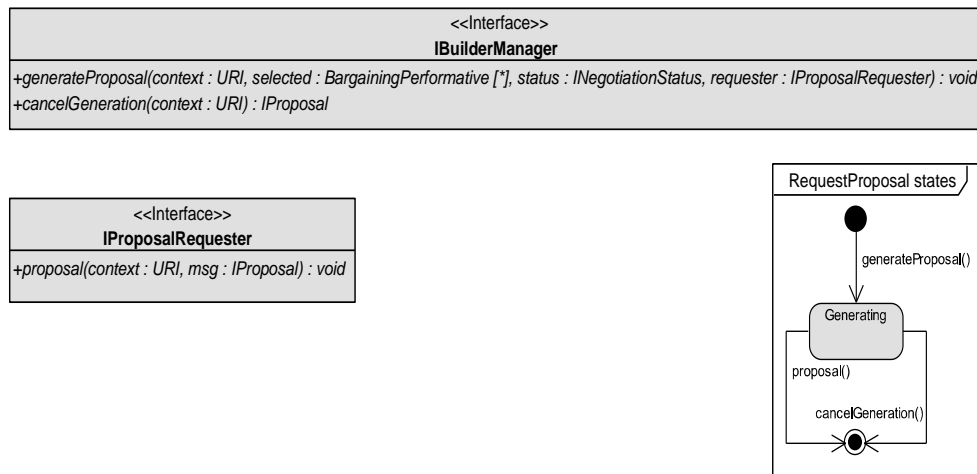 <<Interface>>
IBuilderManager
+generateProposal(context : URI, selected : BargainingPerformative [*], status : INegotiationStatus, requester : IProposalRequester) : void
+cancelGeneration(context : URI) : IProposal
<<Interface>>
IProposalRequester
+proposal(context : URI, msg : IProposal) : void
RequestProposal states
generateProposal()
Generating
proposal()
cancelGeneration()